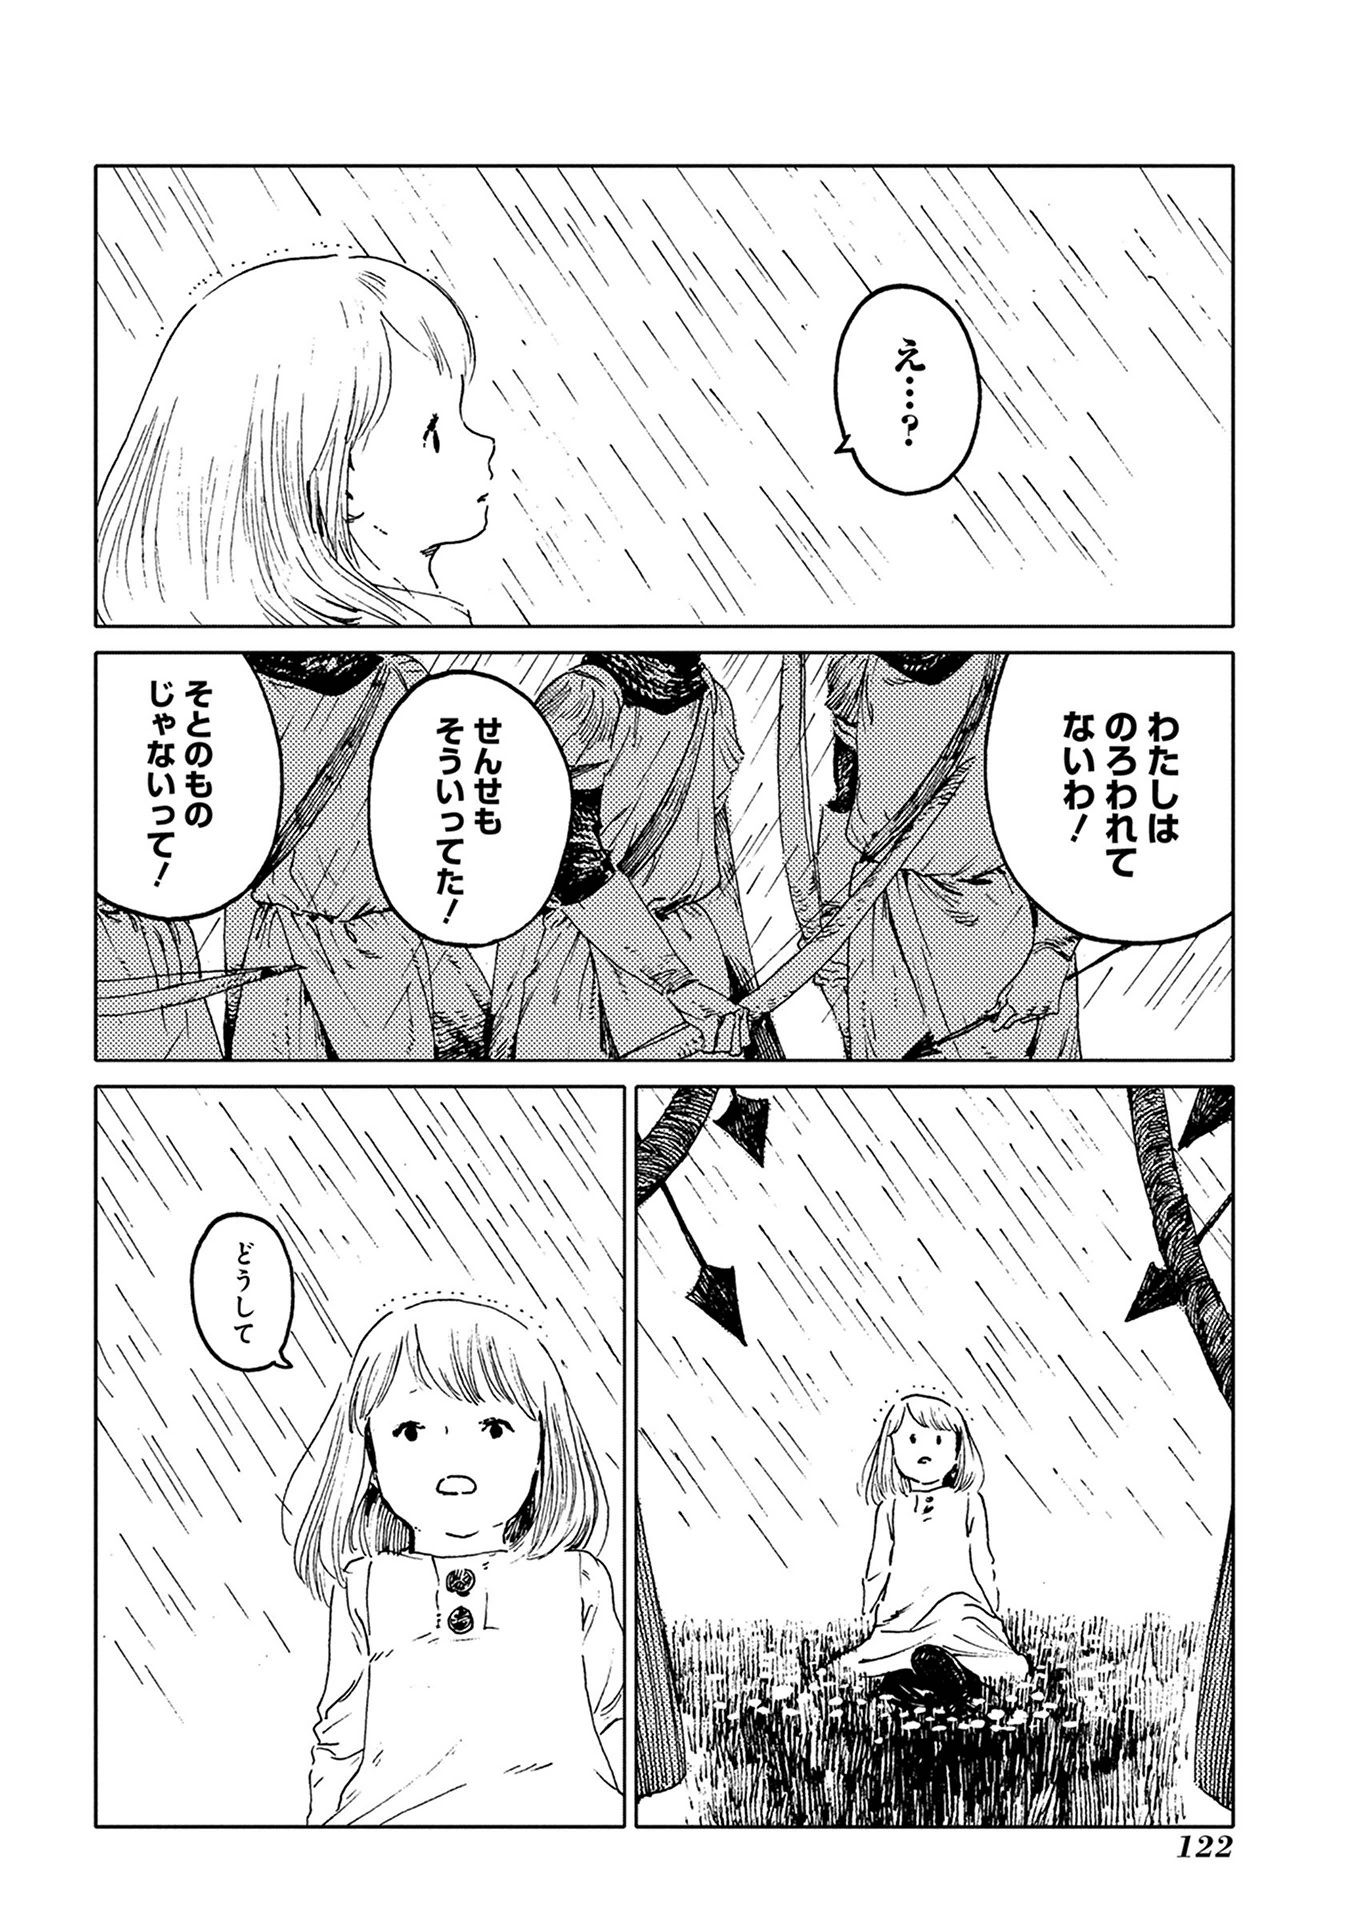 え‥‥?
わたしは
のろわれて
ないわ!
せんせも
そういってた!
そとのもの
じゃないって!
どうして
122